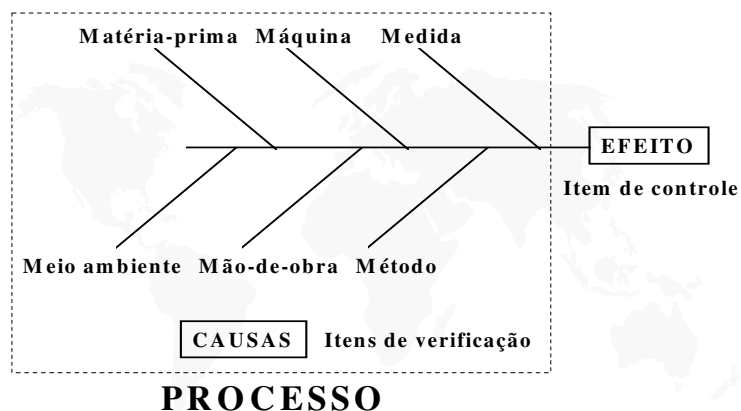 Matéria-prima Máquina Medida
EFEITO
Item de controle
Meio ambiente Mão-de-obra Método
CAUSAS Itens de verificação
PROCESSO